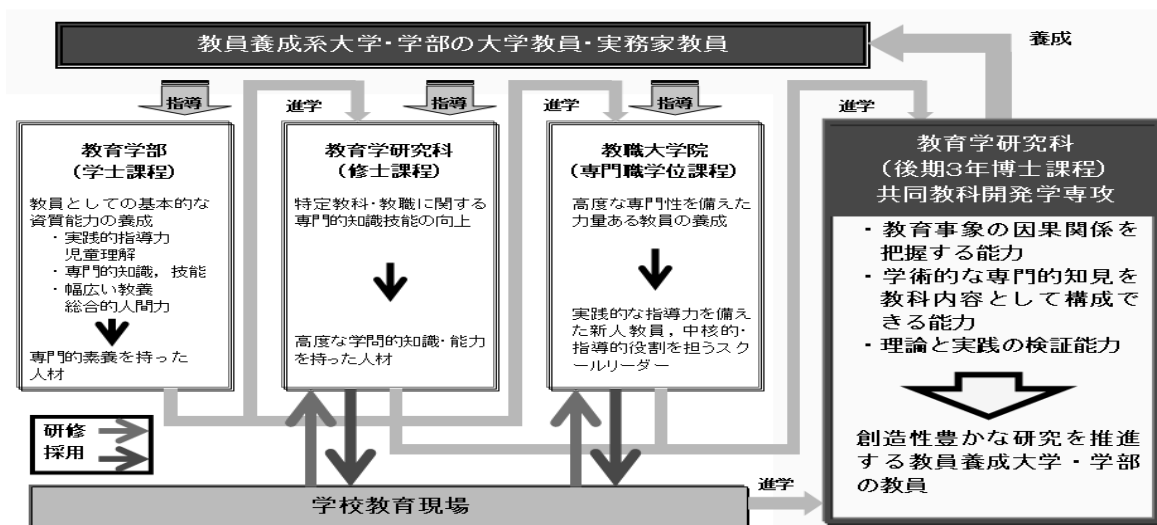 教員養成系大学・学部の大学教員・実務家教員
養成
指導
進学
指導
進学
指導
進学
教育学部
(学士課程)
教員としての基本的な
資質能力の養成
・実践的指導力
児童理解
・専門的知識，技能
・幅広い教養
総合的人間力
専門的素養を持った
人材
教育学研究科
(修士課程)
特定教科・教職に関する
専門的知識技能の向上
高度な学問的知識・能力
を持った人材
教職大学院
(専門職学位課程)
高度な専門性を備えた
力量ある教員の養成
実践的な指導力を備え
た新人教員，中核的・
指導的役割を担うスク
ールリーダー
教育学研究科
(後期3年博士課程)
共同教科開発学専攻
・教育事象の因果関係を
把握する能力
・学術的な専門的知見を
教科内容として構成で
きる能力
・理論と実践の検証能力
創造性豊かな研究を推進
する教員養成大学・学部
の教員
研修
採用
学校教育現場
進学